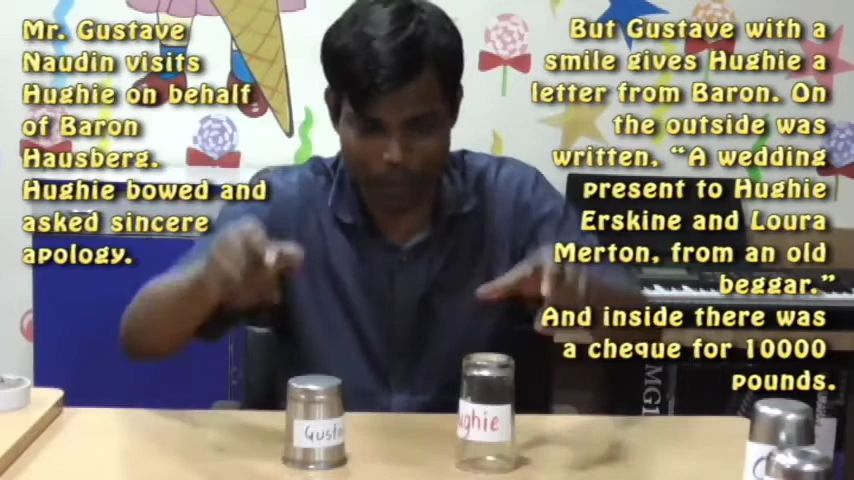 Mr. Gustave
Naudin visits
Hughie on behalf
of Baron
Hausberg.
Hughie bowed and
asked sincere
apology.
But Gustave with a
smile gives Hughie a
letter from Baron. On
the outside was
written, “A wedding
present to Hughie
Erskine and Loura
Merton, from an old
beggar.”
And inside there was
a cheque for 10000
pounds.
Gusta
ughie
MG1